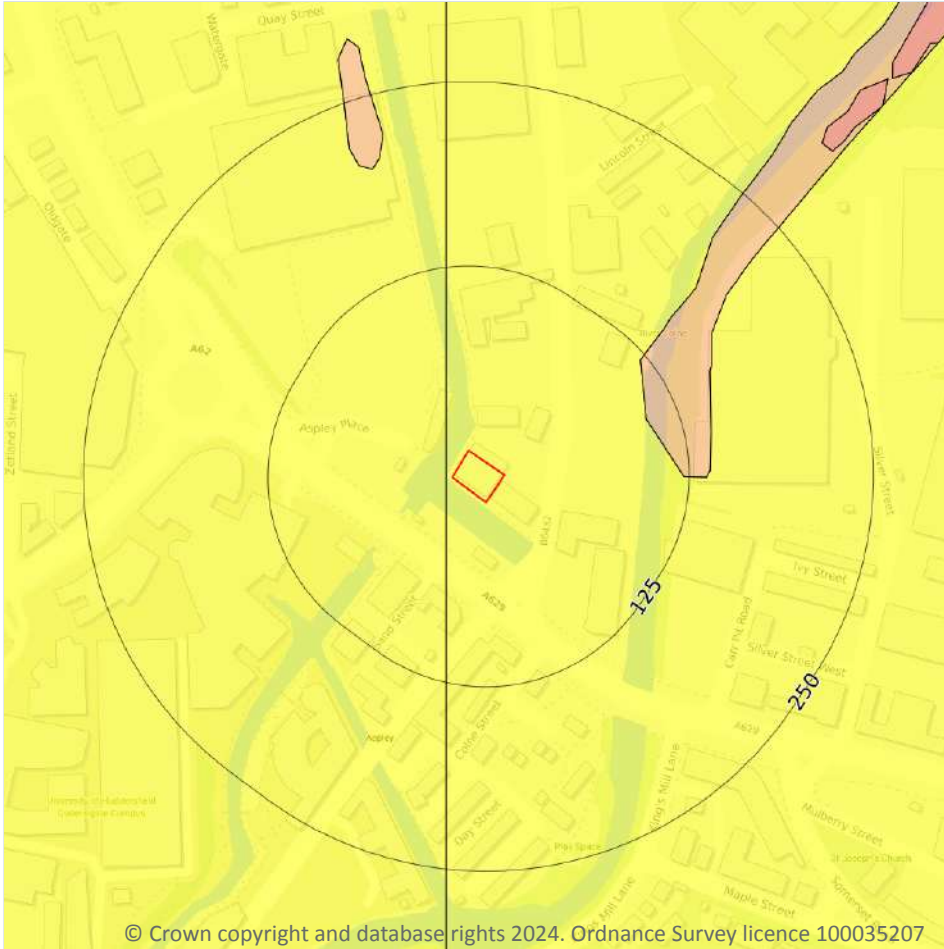 Quay Street
Watergate
Lincoln Street
Oldgate
A62
Zetland Street
Aspley Place
Silver Street
B6432
125
Ivy Street
A629
Carr Pit Road
Silver Street West
250
Colne Street
Aspley
A629
King's Mill Lane
University of Huddersfield
Queensgate Campus
Day Street
Play Space
Mulberry Street
St Joseph's Church
Maple Street
Somerset
s Mill Lane
© Crown copyright and database rights 2024. Ordnance Survey licence 100035207